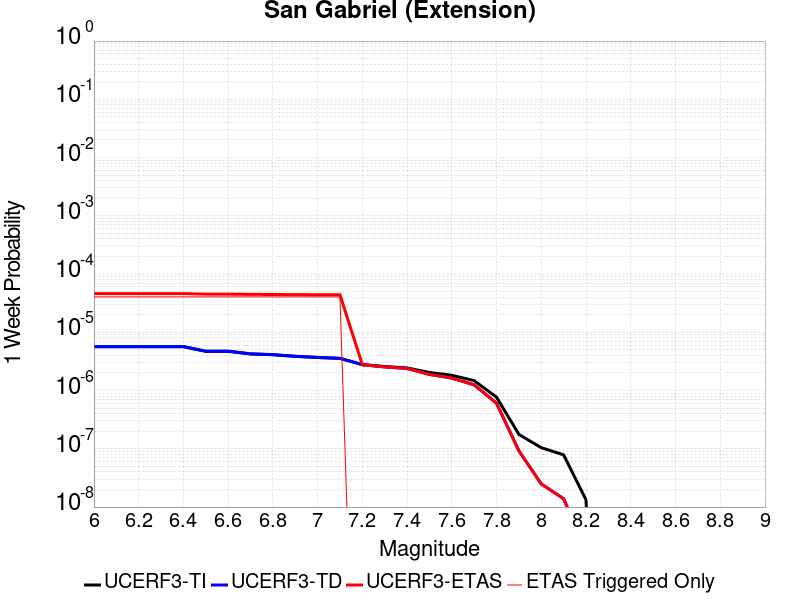 San Gabriel (Extension)
10^0
10^-1
10^-2
10^-3
10^-4
10^-5
10^-6
10^-7
10^-8
1 Week Probability
6 6.2 6.4 6.6 6.8 7 7.2 7.4 7.6 7.8 8 8.2 8.4 8.6 8.8 9
Magnitude
UCERF3-TI UCERF3-TD UCERF3-ETAS ETAS Triggered Only